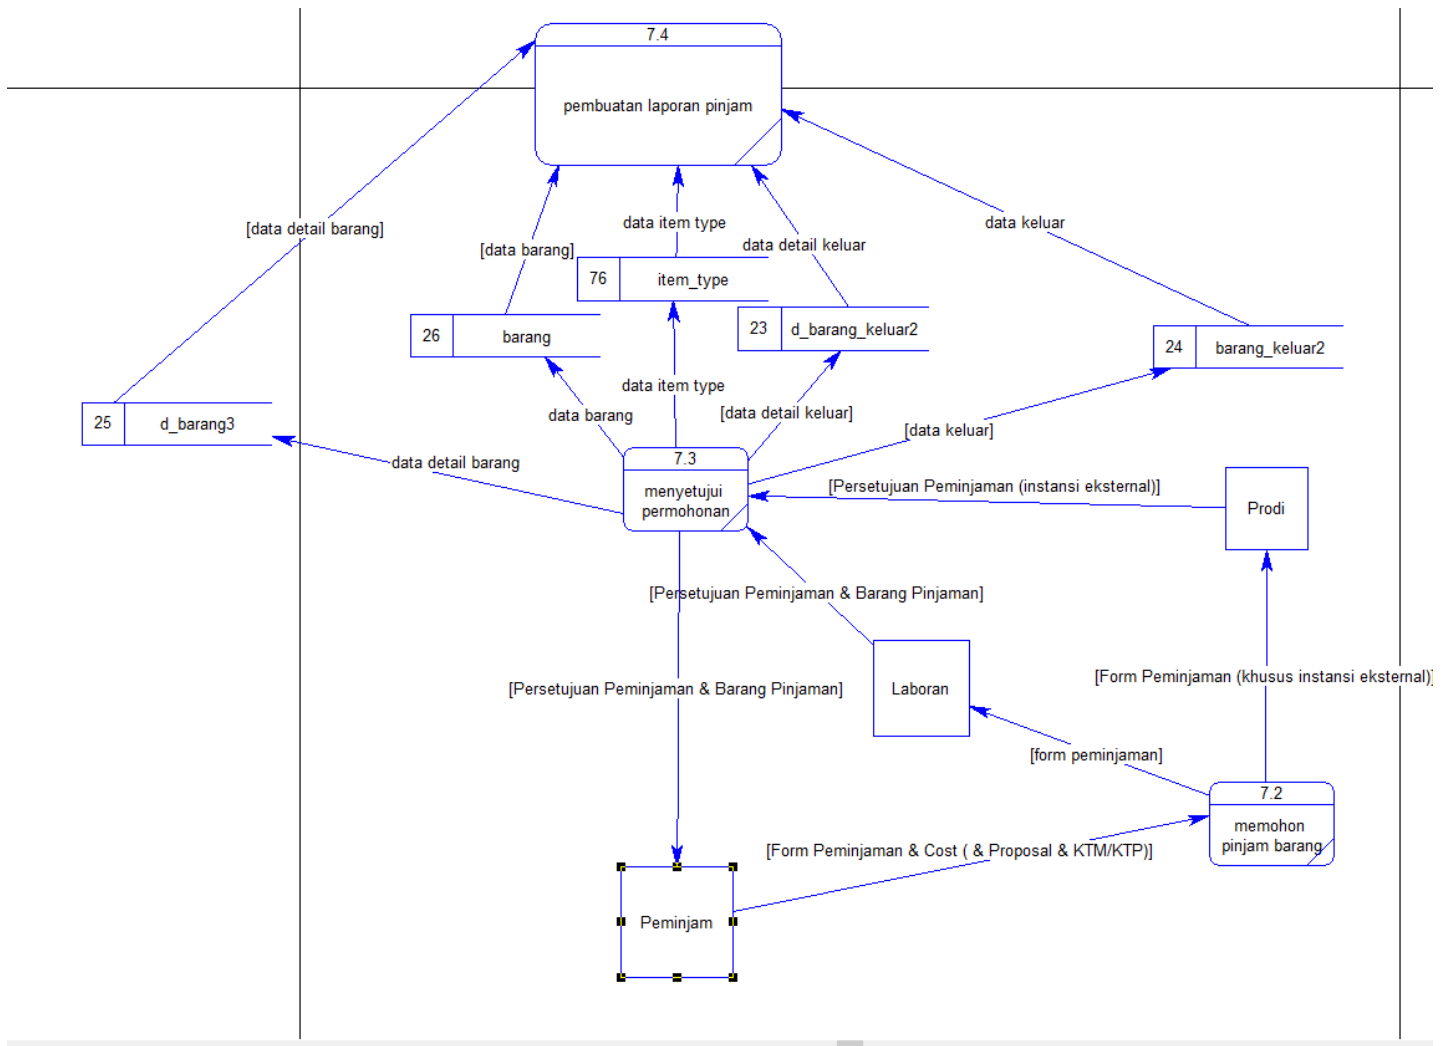 7.4
pembuatan laporan pinjam
[data detail barang]
data item type
data keluar
[data barang]
data detail keluar
76
item_type
26
barang
23
d_barang_keluar2
24
barang_keluar2
data item type
data barang
[data detail keluar]
25
d_barang3
[data keluar]
data detail barang
7.3
menyetujui
permohonan
[Persetujuan Peminjaman (instansi eksternal)]
Prodi
[Persetujuan Peminjaman & Barang Pinjaman]
[Persetujuan Peminjaman & Barang Pinjaman]
Laboran
[Form Peminjaman (khusus instansi eksternal)]
[form peminjaman]
7.2
memohon
pinjam barang
[Form Peminjaman & Cost ( & Proposal & KTM/KTP)]
Peminjam